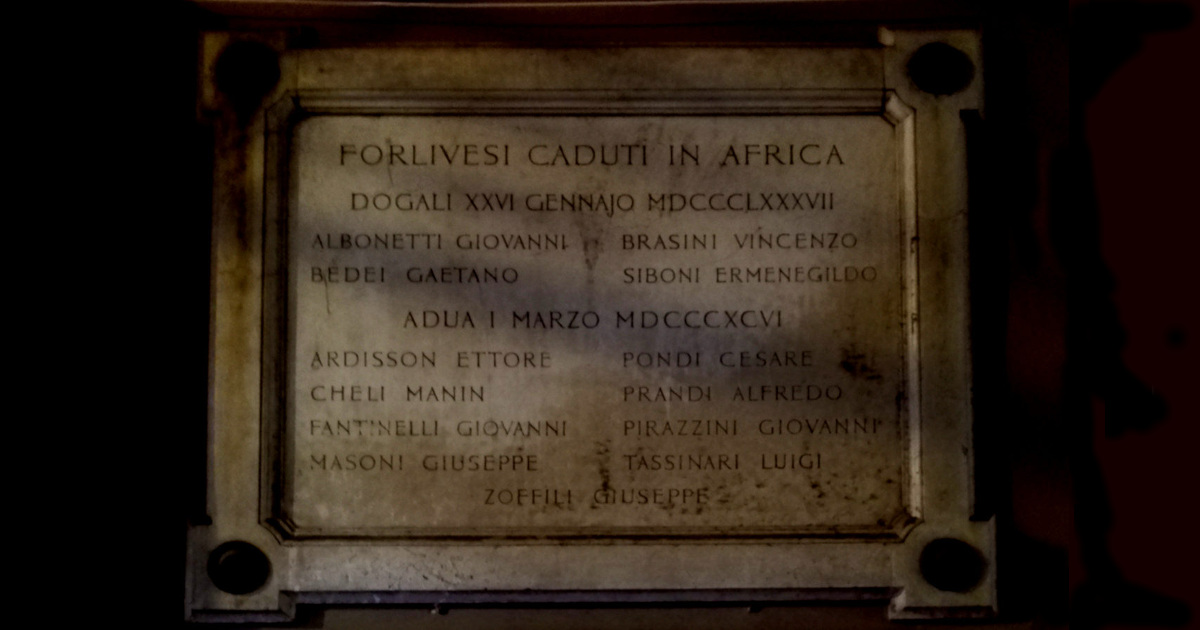 FORLIVESI CADUTI IN AFRICA
DOGALI XXVI GENNAJO MDCCCLXXXVII
ALBONETTI GIOVANNI BRASINI VINCENZO
BEDEI GAETANO SIBONI ERMENEGILDO
ADUA I MARZO MDCCCXCVI
ARDISSON ETTORE PONDI CESARE
CHELI MANIN PRANDI ALFREDO
FANTINELLI GIOVANNI PIRAZZINI GIOVANNI
MASONI GIUSEPPE TASSINARI LUIGI
ZOFFILI GIUSEPPE